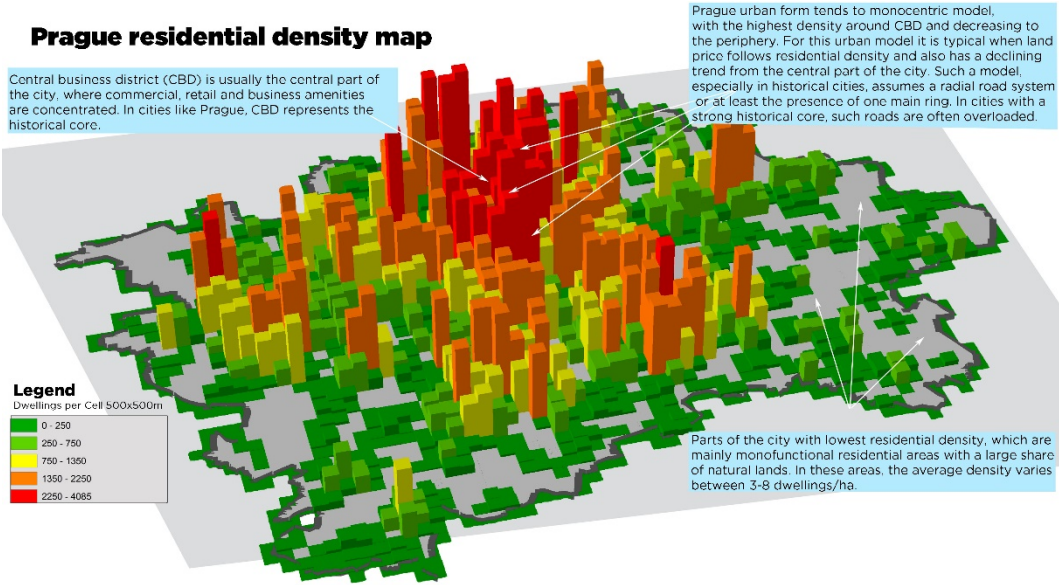 Prague residential density map
Central business district (CBD) is usually the central part of
the city, where commercial, retail and business amenities
are concentrated. In cities like Prague, CBD represents the
historical core.
Prague urban form tends to monocentric model,
with the highest density around CBD and decreasing to
the periphery. For this urban model it is typical when land
price follows residential density and also has a declining
trend from the central part of the city. Such a model,
especially in historical cities, assumes a radial road system
or at least the presence of one main ring. In cities with a
strong historical core, such roads are often overloaded.
Legend
Dwellings per Cell 500x500m
0 - 250
250 - 750
750 - 1350
1350 - 2250
2250 - 4085
Parts of the city with lowest residential density, which are
mainly monofunctional residential areas with a large share
of natural lands. In these areas, the average density varies
between 3-8 dwellings/ha.